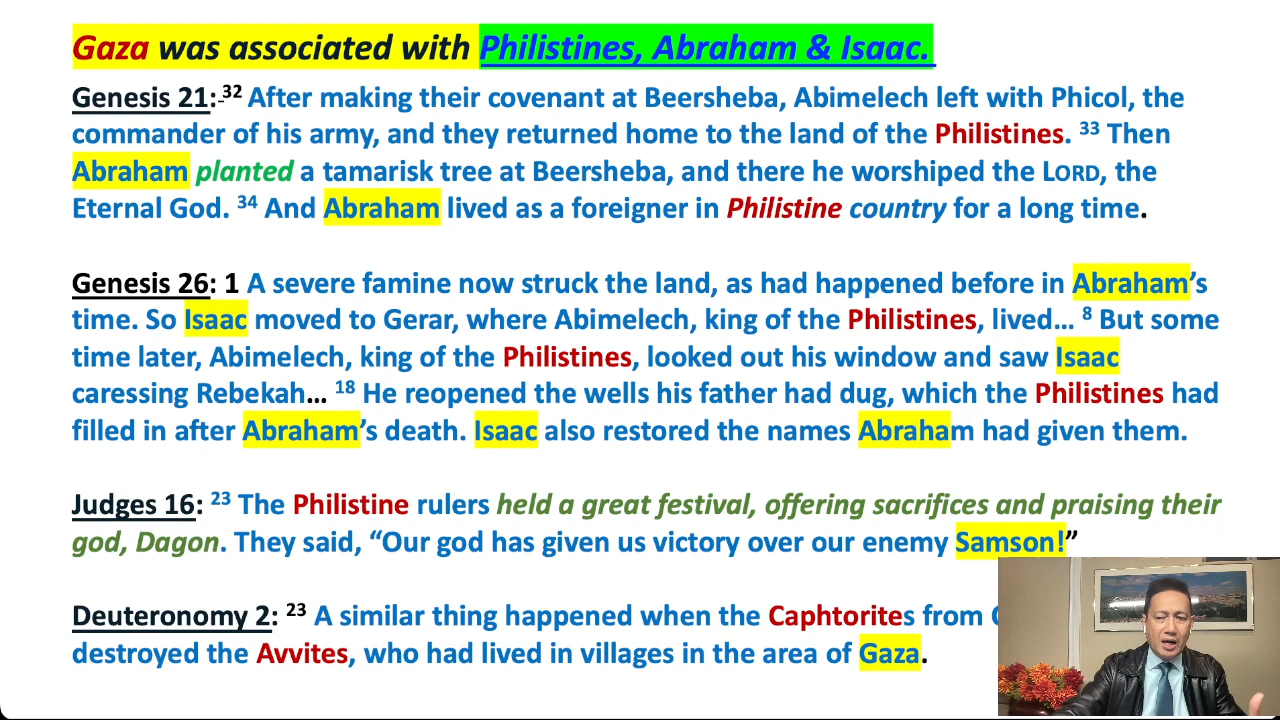 Gaza was associated with Philistines, Abraham & Isaac.
Genesis 21: 32 After making their covenant at Beersheba, Abimelech left with Phicol, the
commander of his army, and they returned home to the land of the Philistines. 33 Then
Abraham planted a tamarisk tree at Beersheba, and there he worshiped the LORD, the
Eternal God. 34 And Abraham lived as a foreigner in Philistine country for a long time.
Genesis 26: 1 A severe famine now struck the land, as had happened before in Abraham’s
time. So Isaac moved to Gerar, where Abimelech, king of the Philistines, lived… 8 But some
time later, Abimelech, king of the Philistines, looked out his window and saw Isaac
caressing Rebekah… 18 He reopened the wells his father had dug, which the Philistines had
filled in after Abraham’s death. Isaac also restored the names Abraham had given them.
Judges 16: 23 The Philistine rulers held a great festival, offering sacrifices and praising their
god, Dagon. They said, “Our god has given us victory over our enemy Samson!”
Deuteronomy 2: 23 A similar thing happened when the Caphtorites from
destroyed the Avvites, who had lived in villages in the area of Gaza.